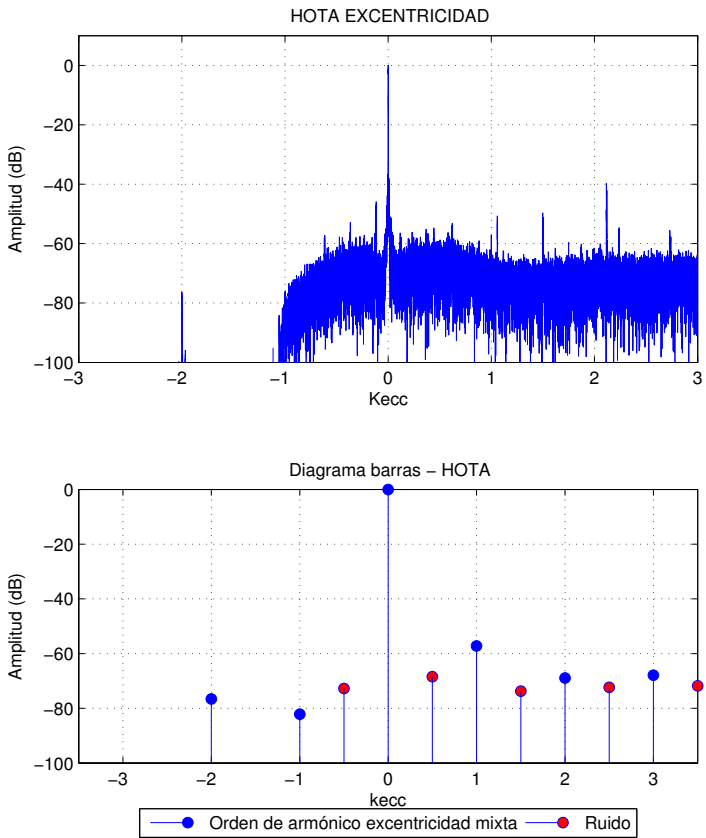 HOTA EXCENTRICIDAD
Amplitud (dB)
0
−20
−40
−60
−80
−100
−3 −2 −1 0 1 2 3
Kecc
Diagrama barras − HOTA
Amplitud (dB)
0
−20
−40
−60
−80
−100
−3 −2 −1 0 1 2 3
kecc
Orden de armónico excentricidad mixta Ruido